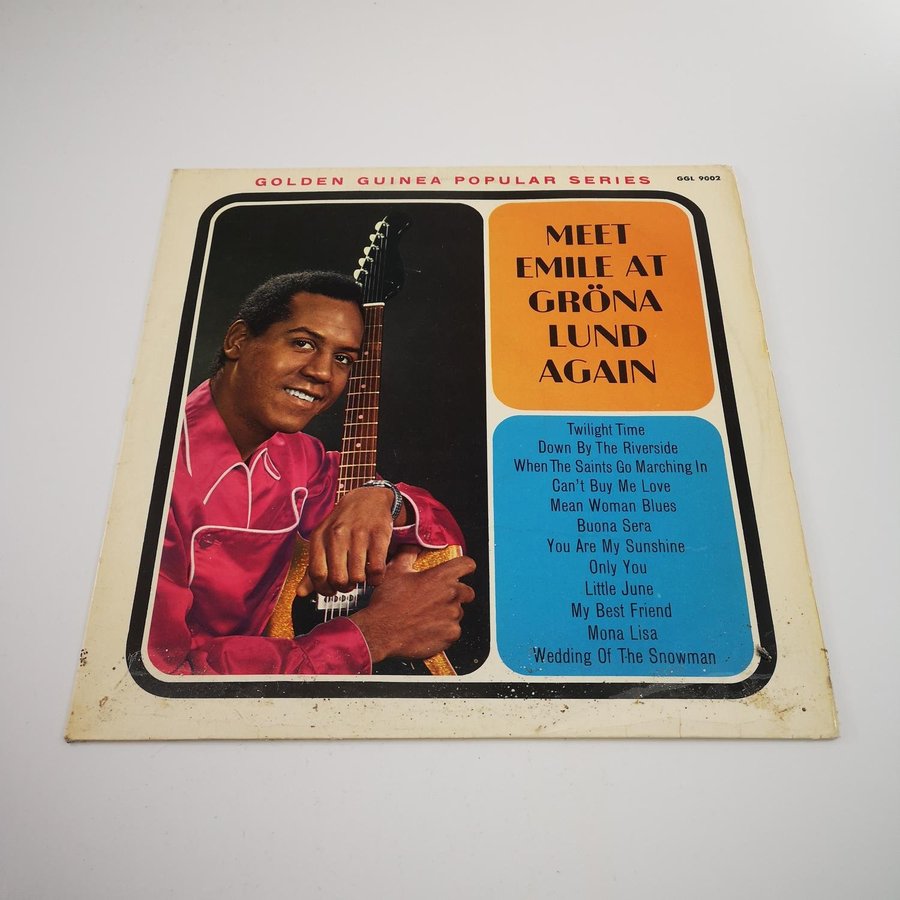 GOLDEN GUINEA POPULAR SERIES
GGL 9002
MEET
EMILE AT
GRÖNA
LUND
AGAIN
Twilight Time
Down By The Riverside
When The Saints Go Marching In
Can't Buy Me Love
Mean Woman Blues
Buona Sera
You Are My Sunshine
Only You
Little June
My Best Friend
Mona Lisa
Wedding Of The Snowman